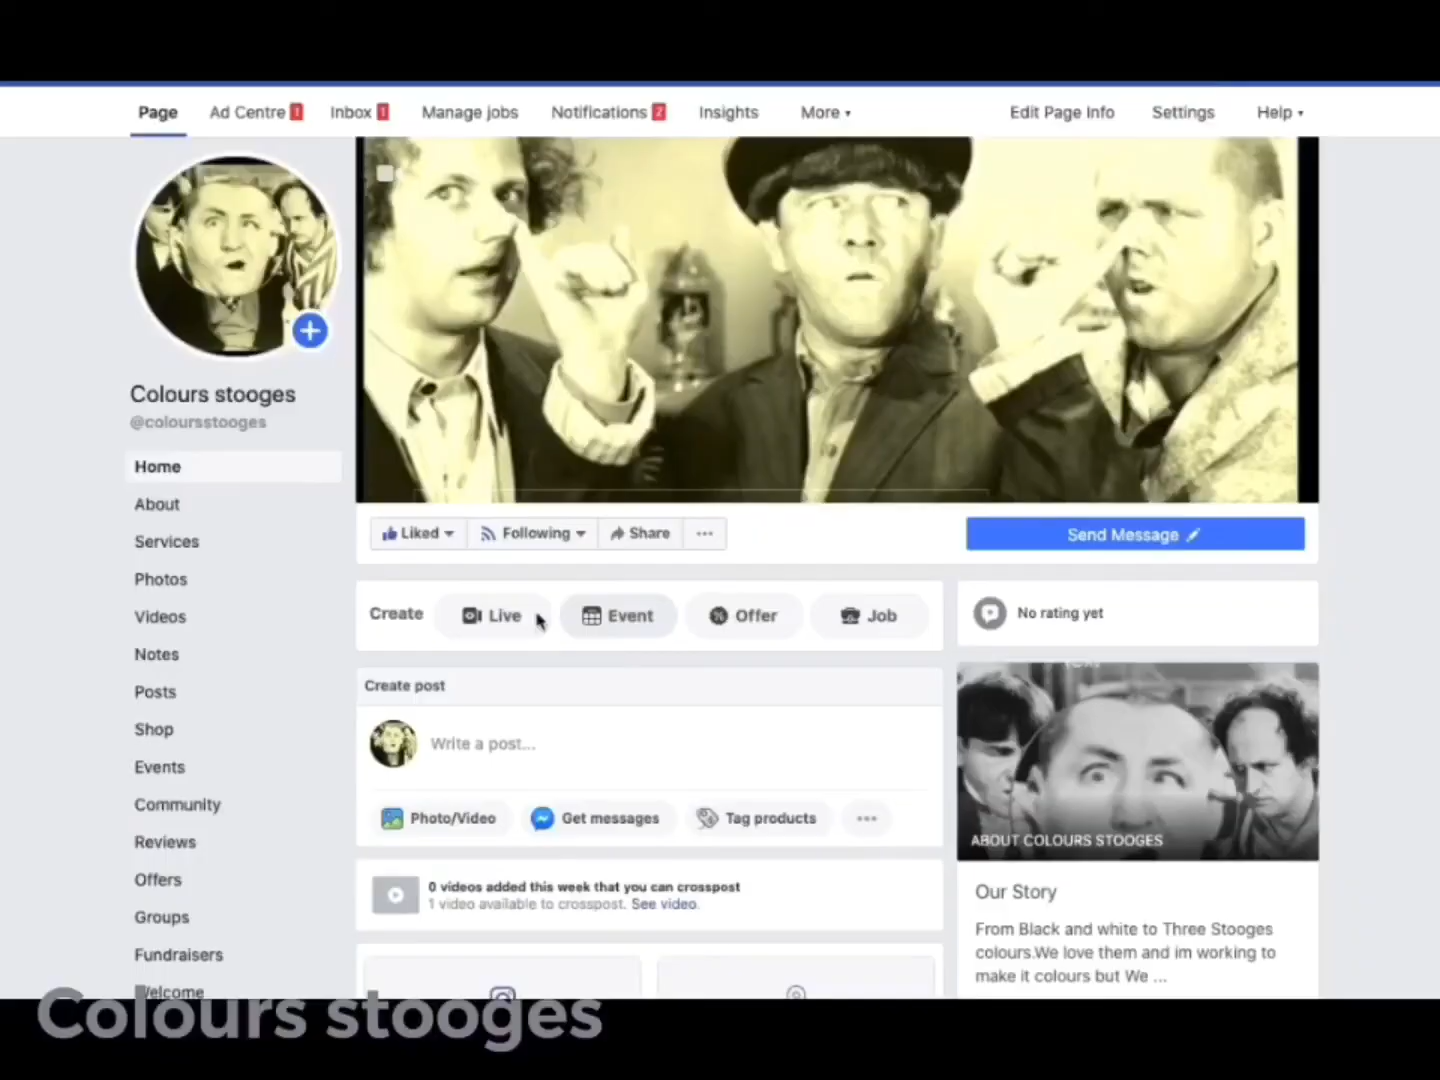 Page Ad Centre 1 Inbox 1 Manage jobs Notifications 2 Insights More Edit Page Info Settings Help
Colours stooges
@coloursstooges
Home
About
Services
Photos
Videos
Notes
Posts
Shop
Events
Community
Reviews
Offers
Groups
Fundraisers
Welcome
Liked Following Share ...
Send Message
Create Live Event Offer Job
Create post
Write a post...
Photo/Video Get messages Tag products ...
0 videos added this week that you can crosspost
1 video available to crosspost. See video.
No rating yet
ABOUT COLOURS STOOGES
Our Story
From Black and white to Three Stooges
colours.We love them and im working to
make it colours but We ...
Colours stooges